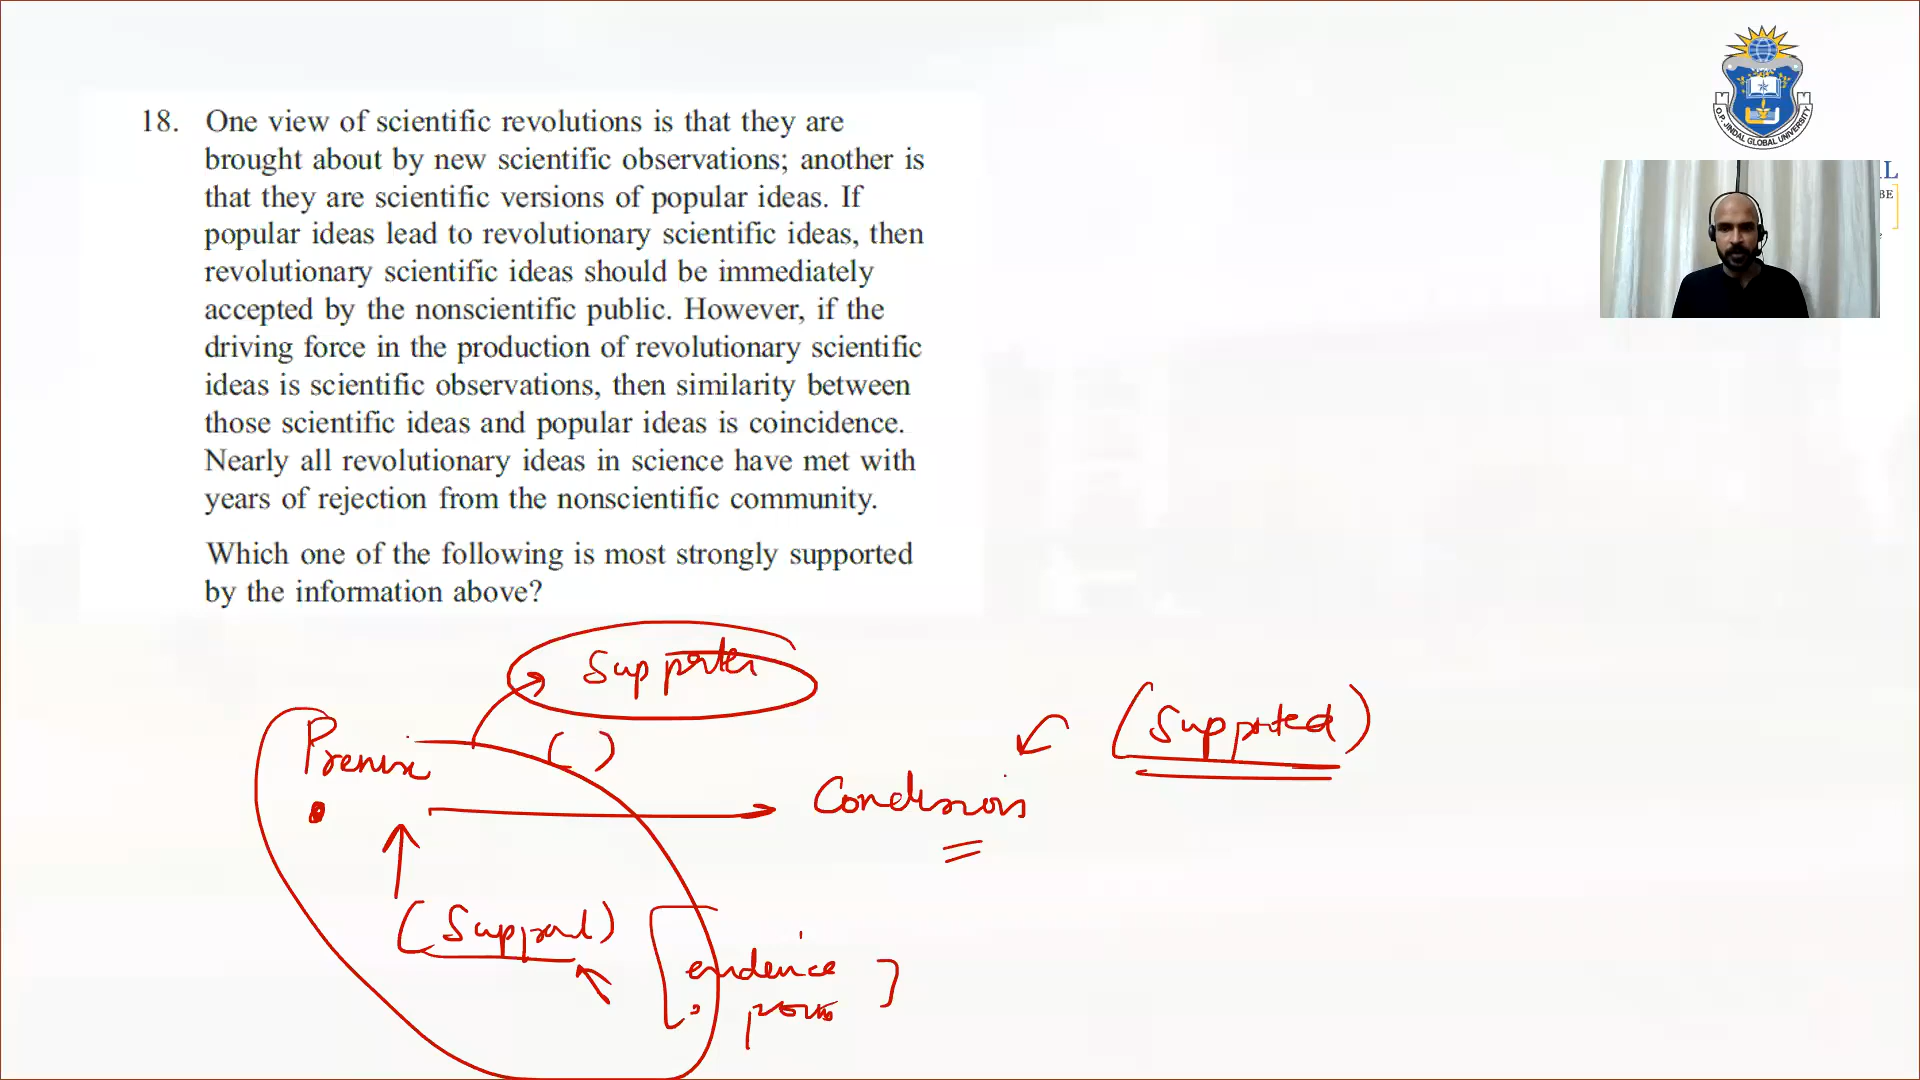 18. One view of scientific revolutions is that they are
brought about by new scientific observations; another is
that they are scientific versions of popular ideas. If
popular ideas lead to revolutionary scientific ideas, then
revolutionary scientific ideas should be immediately
accepted by the nonscientific public. However, if the
driving force in the production of revolutionary scientific
ideas is scientific observations, then similarity between
those scientific ideas and popular ideas is coincidence.
Nearly all revolutionary ideas in science have met with
years of rejection from the nonscientific community.
Which one of the following is most strongly supported
by the information above?
O.P. JINDAL GLOBAL UNIVERSITY
L
BE
( )
(Supported)
Conclusion
(Support)